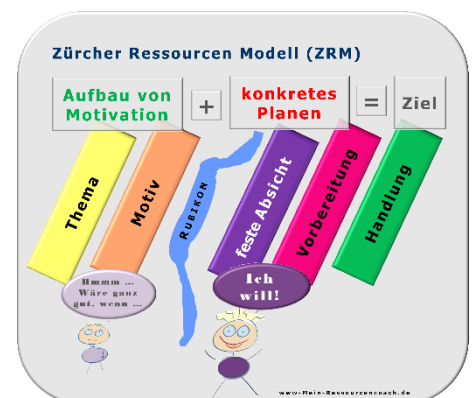 Zürcher Ressourcen Modell (ZRM)
Aufbau von
Motivation
+
konkretes
Planen
=
Ziel
Thema
Motiv
RUBIKON
feste Absicht
Vorbereitung
Handlung
Hmmm ...
Wäre ganz
gut, wenn ...
Ich
will!
www-Mein-Ressourcencoach.de